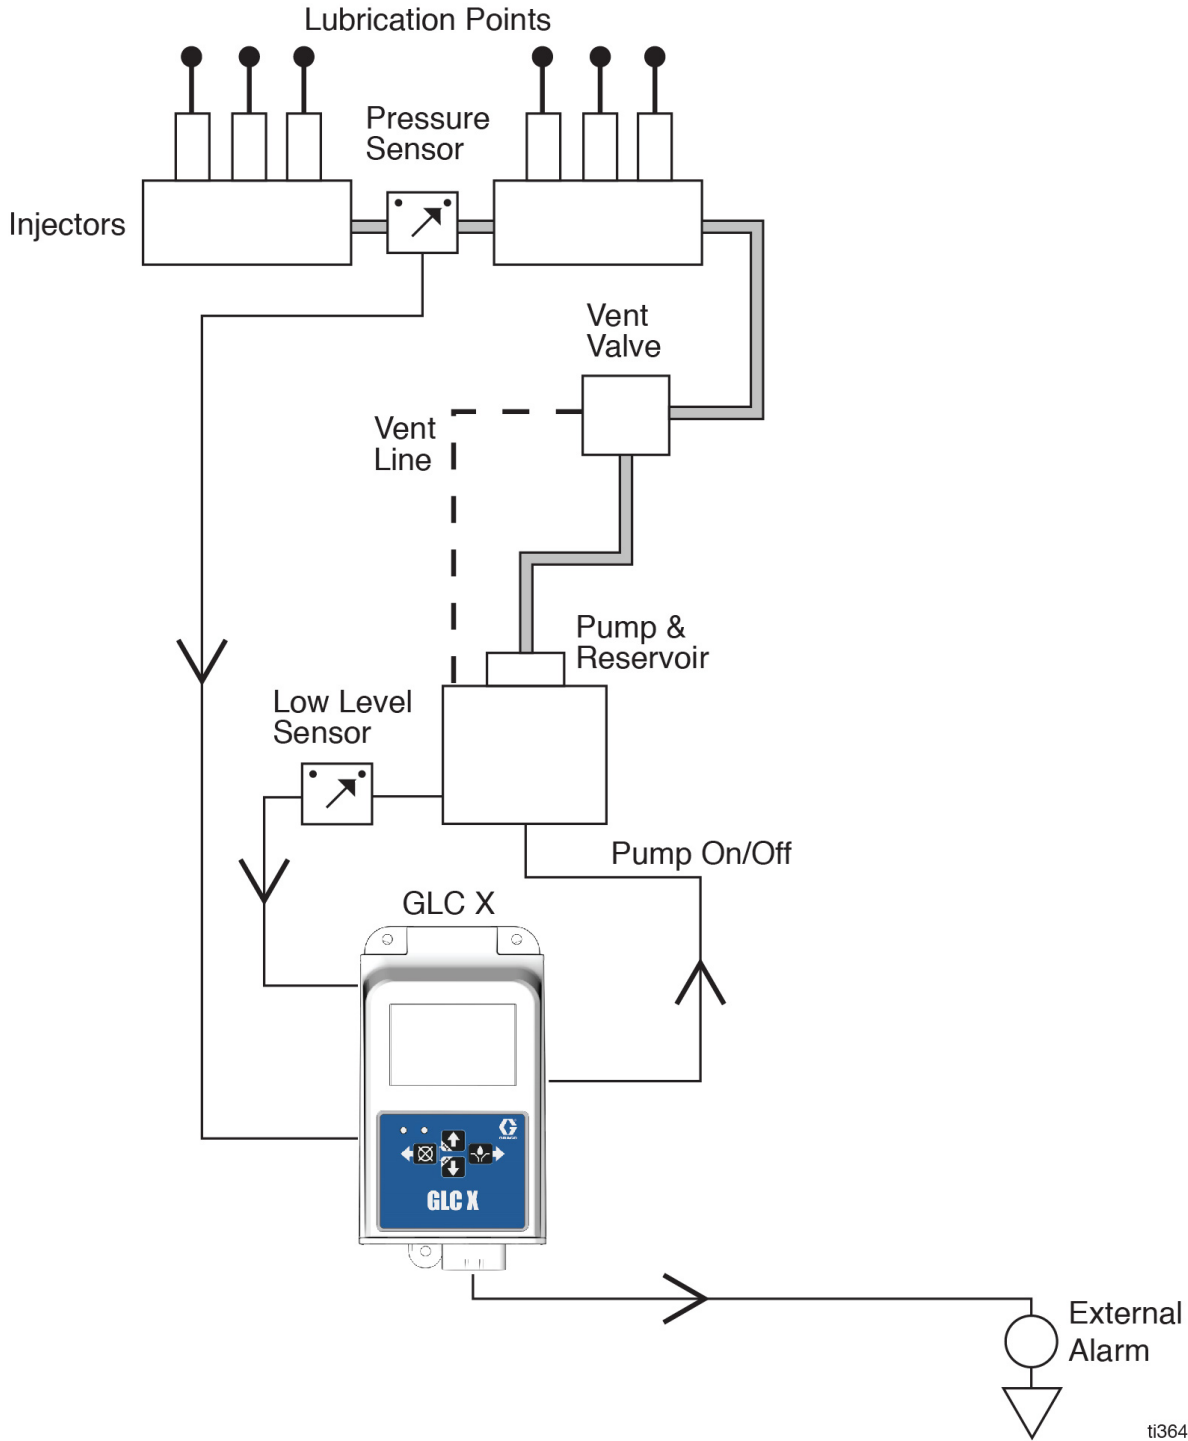 Lubrication Points
Pressure
Sensor
Injectors
Vent
Valve
Vent
Line
Pump &
Reservoir
Low Level
Sensor
Pump On/Off
GLC X
GLC X
External
Alarm
ti364